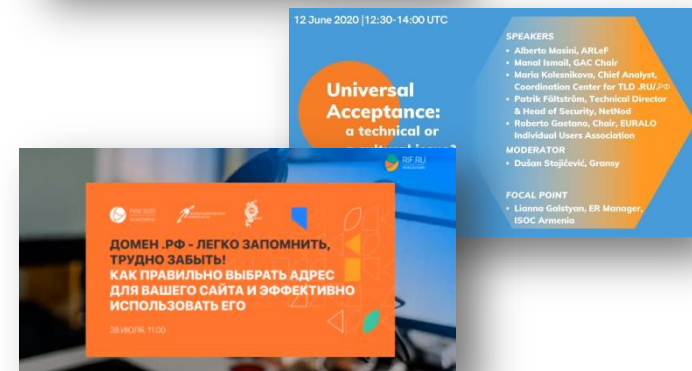 12 June 2020 |12:30-14:00 UTC
Universal
Acceptance:
a technical or
SPEAKERS
• Alberto Masini, ARLeF
• Manal Ismail, GAC Chair
• Maria Kolesnikova, Chief Analyst,
Coordination Center for TLD .RU/.РФ
• Patrik Fältström, Technical Director
& Head of Security, NetNod
• Roberto Gaetano, Chair, EURALO
Individual Users Association
MODERATOR
• Dušan Stojičević, Gransy
FOCAL POINT
• Lianna Galstyan, ER Manager,
ISOC Armenia
RIF.RU
ДОМЕН .РФ - ЛЕГКО ЗАПОМНИТЬ,
ТРУДНО ЗАБЫТЬ!
КАК ПРАВИЛЬНО ВЫБРАТЬ АДРЕС
ДЛЯ ВАШЕГО САЙТА И ЭФФЕКТИВНО
ИСПОЛЬЗОВАТЬ ЕГО
28 ИЮЛЯ, 11:00